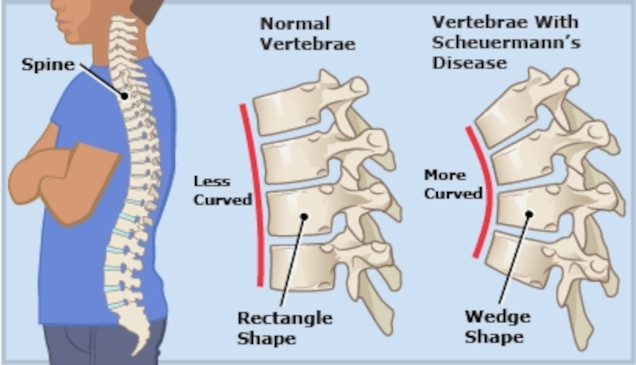 Spine
Normal
Vertebrae
Vertebrae With
Scheuermann's
Disease
Less
Curved
More
Curved
Rectangle
Shape
Wedge
Shape